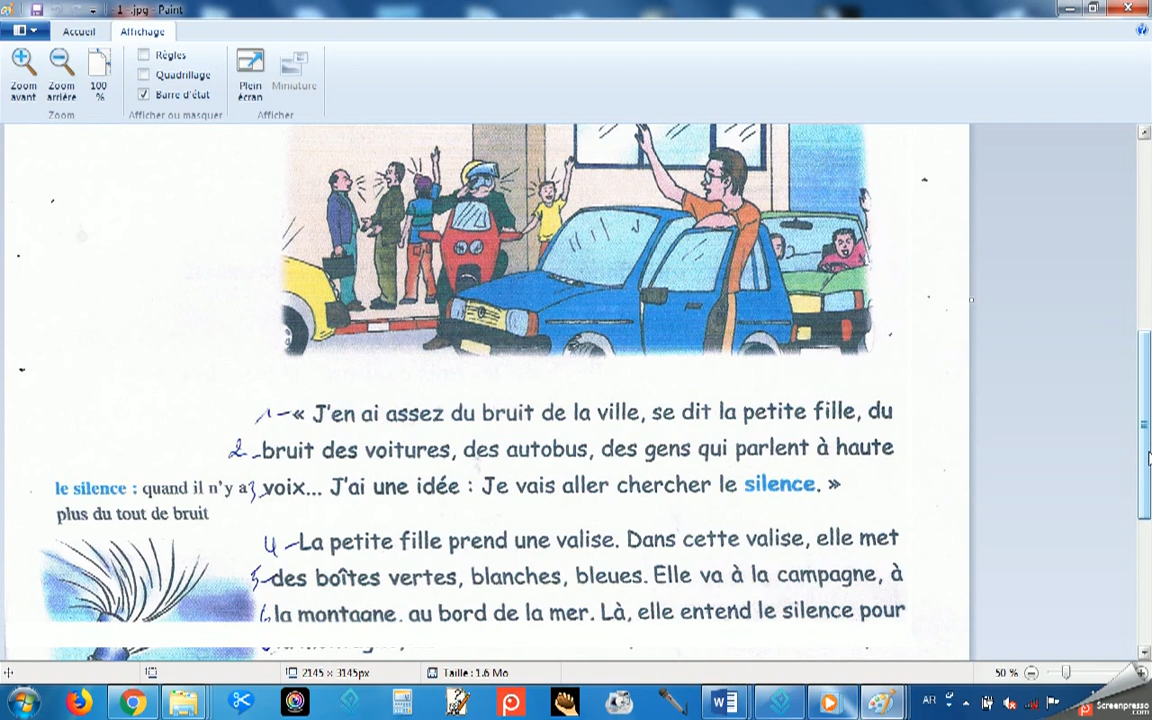 - 1 -.jpg - Paint
Accueil
Affichage
Zoom avant
Zoom arrière
100 %
Règles
Quadrillage
Barre d'état
Plein écran
Miniature
Zoom
Afficher ou masquer
Afficher
1- « J'en ai assez du bruit de la ville, se dit la petite fille, du
2- bruit des voitures, des autobus, des gens qui parlent à haute
3 voix... J'ai une idée : Je vais aller chercher le silence. »
le silence : quand il n'y a
plus du tout de bruit
4 - La petite fille prend une valise. Dans cette valise, elle met
5- des boîtes vertes, blanches, bleues. Elle va à la campagne, à
6 la montagne, au bord de la mer. Là, elle entend le silence pour
2145 × 3145px
Taille : 1.6 Mo
50 %
AR
Screenpresso
.com